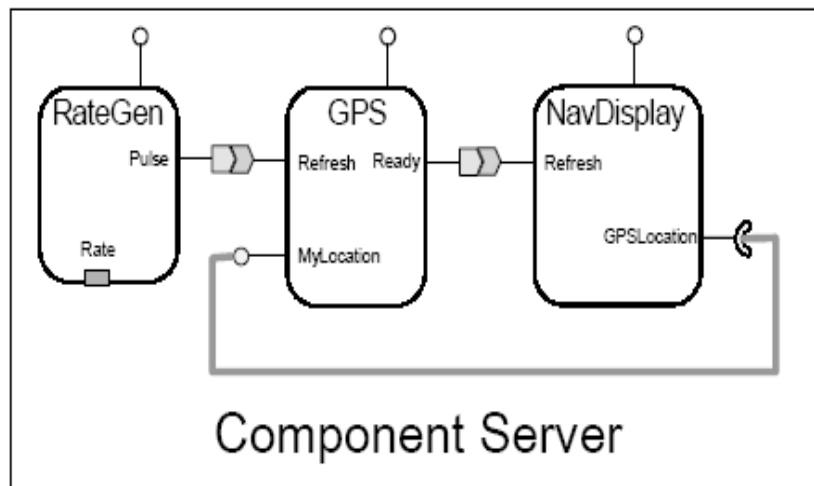 RateGen
GPS
NavDisplay
Pulse
Refresh
Ready
Refresh
GPSLocation
Rate
MyLocation
Component Server